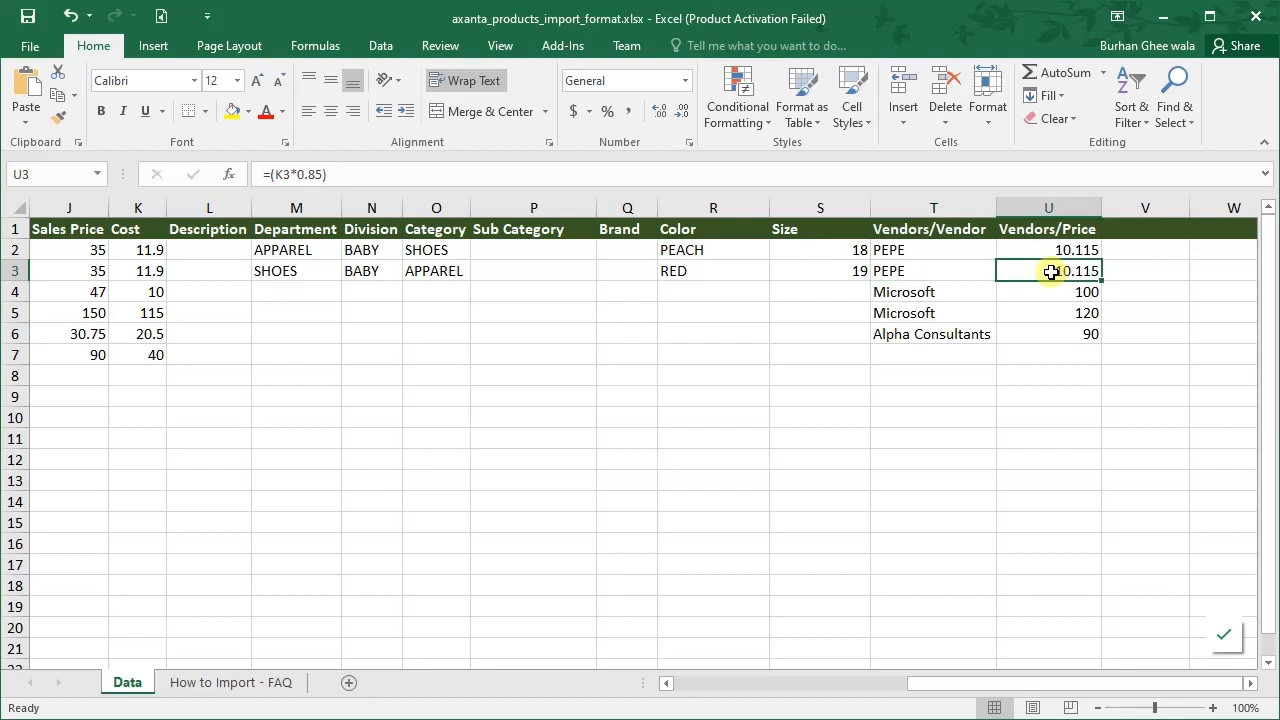 axanta_products_import_format.xlsx - Excel (Product Activation Failed)
File Home Insert Page Layout Formulas Data Review View Add-Ins Team Tell me what you want to do... Burhan Ghee wala Share
Paste Calibri 12 Wrap Text General Conditional Formatting Format as Table Cell Styles Insert Delete Format AutoSum Fill Clear Sort & Filter Find & Select
B I U Merge & Center $ %
Clipboard Font Alignment Number Styles Cells Editing
U3 fx =(K3*0.85)
J K L M N O P Q R S T U V W
1 Sales Price Cost Description Department Division Category Sub Category Brand Color Size Vendors/Vendor Vendors/Price
2 35 11.9 APPAREL BABY SHOES PEACH 18 PEPE 10.115
3 35 11.9 SHOES BABY APPAREL RED 19 PEPE 10.115
4 47 10 Microsoft 100
5 150 115 Microsoft 120
6 30.75 20.5 Alpha Consultants 90
7 90 40
8
9
10
11
12
13
14
15
16
17
18
19
20
21
Data How to Import - FAQ
Ready 100%